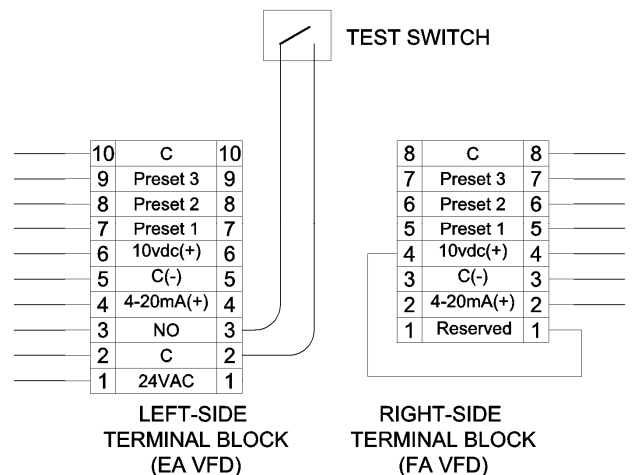 TEST SWITCH
10 C 10
9 Preset 3 9
8 Preset 2 8
7 Preset 1 7
6 10vdc(+) 6
5 C(-) 5
4 4-20mA(+) 4
3 NO 3
2 C 2
1 24VAC 1
LEFT-SIDE
TERMINAL BLOCK
(EA VFD)
8 C 8
7 Preset 3 7
6 Preset 2 6
5 Preset 1 5
4 10vdc(+) 4
3 C(-) 3
2 4-20mA(+) 2
1 Reserved 1
RIGHT-SIDE
TERMINAL BLOCK
(FA VFD)